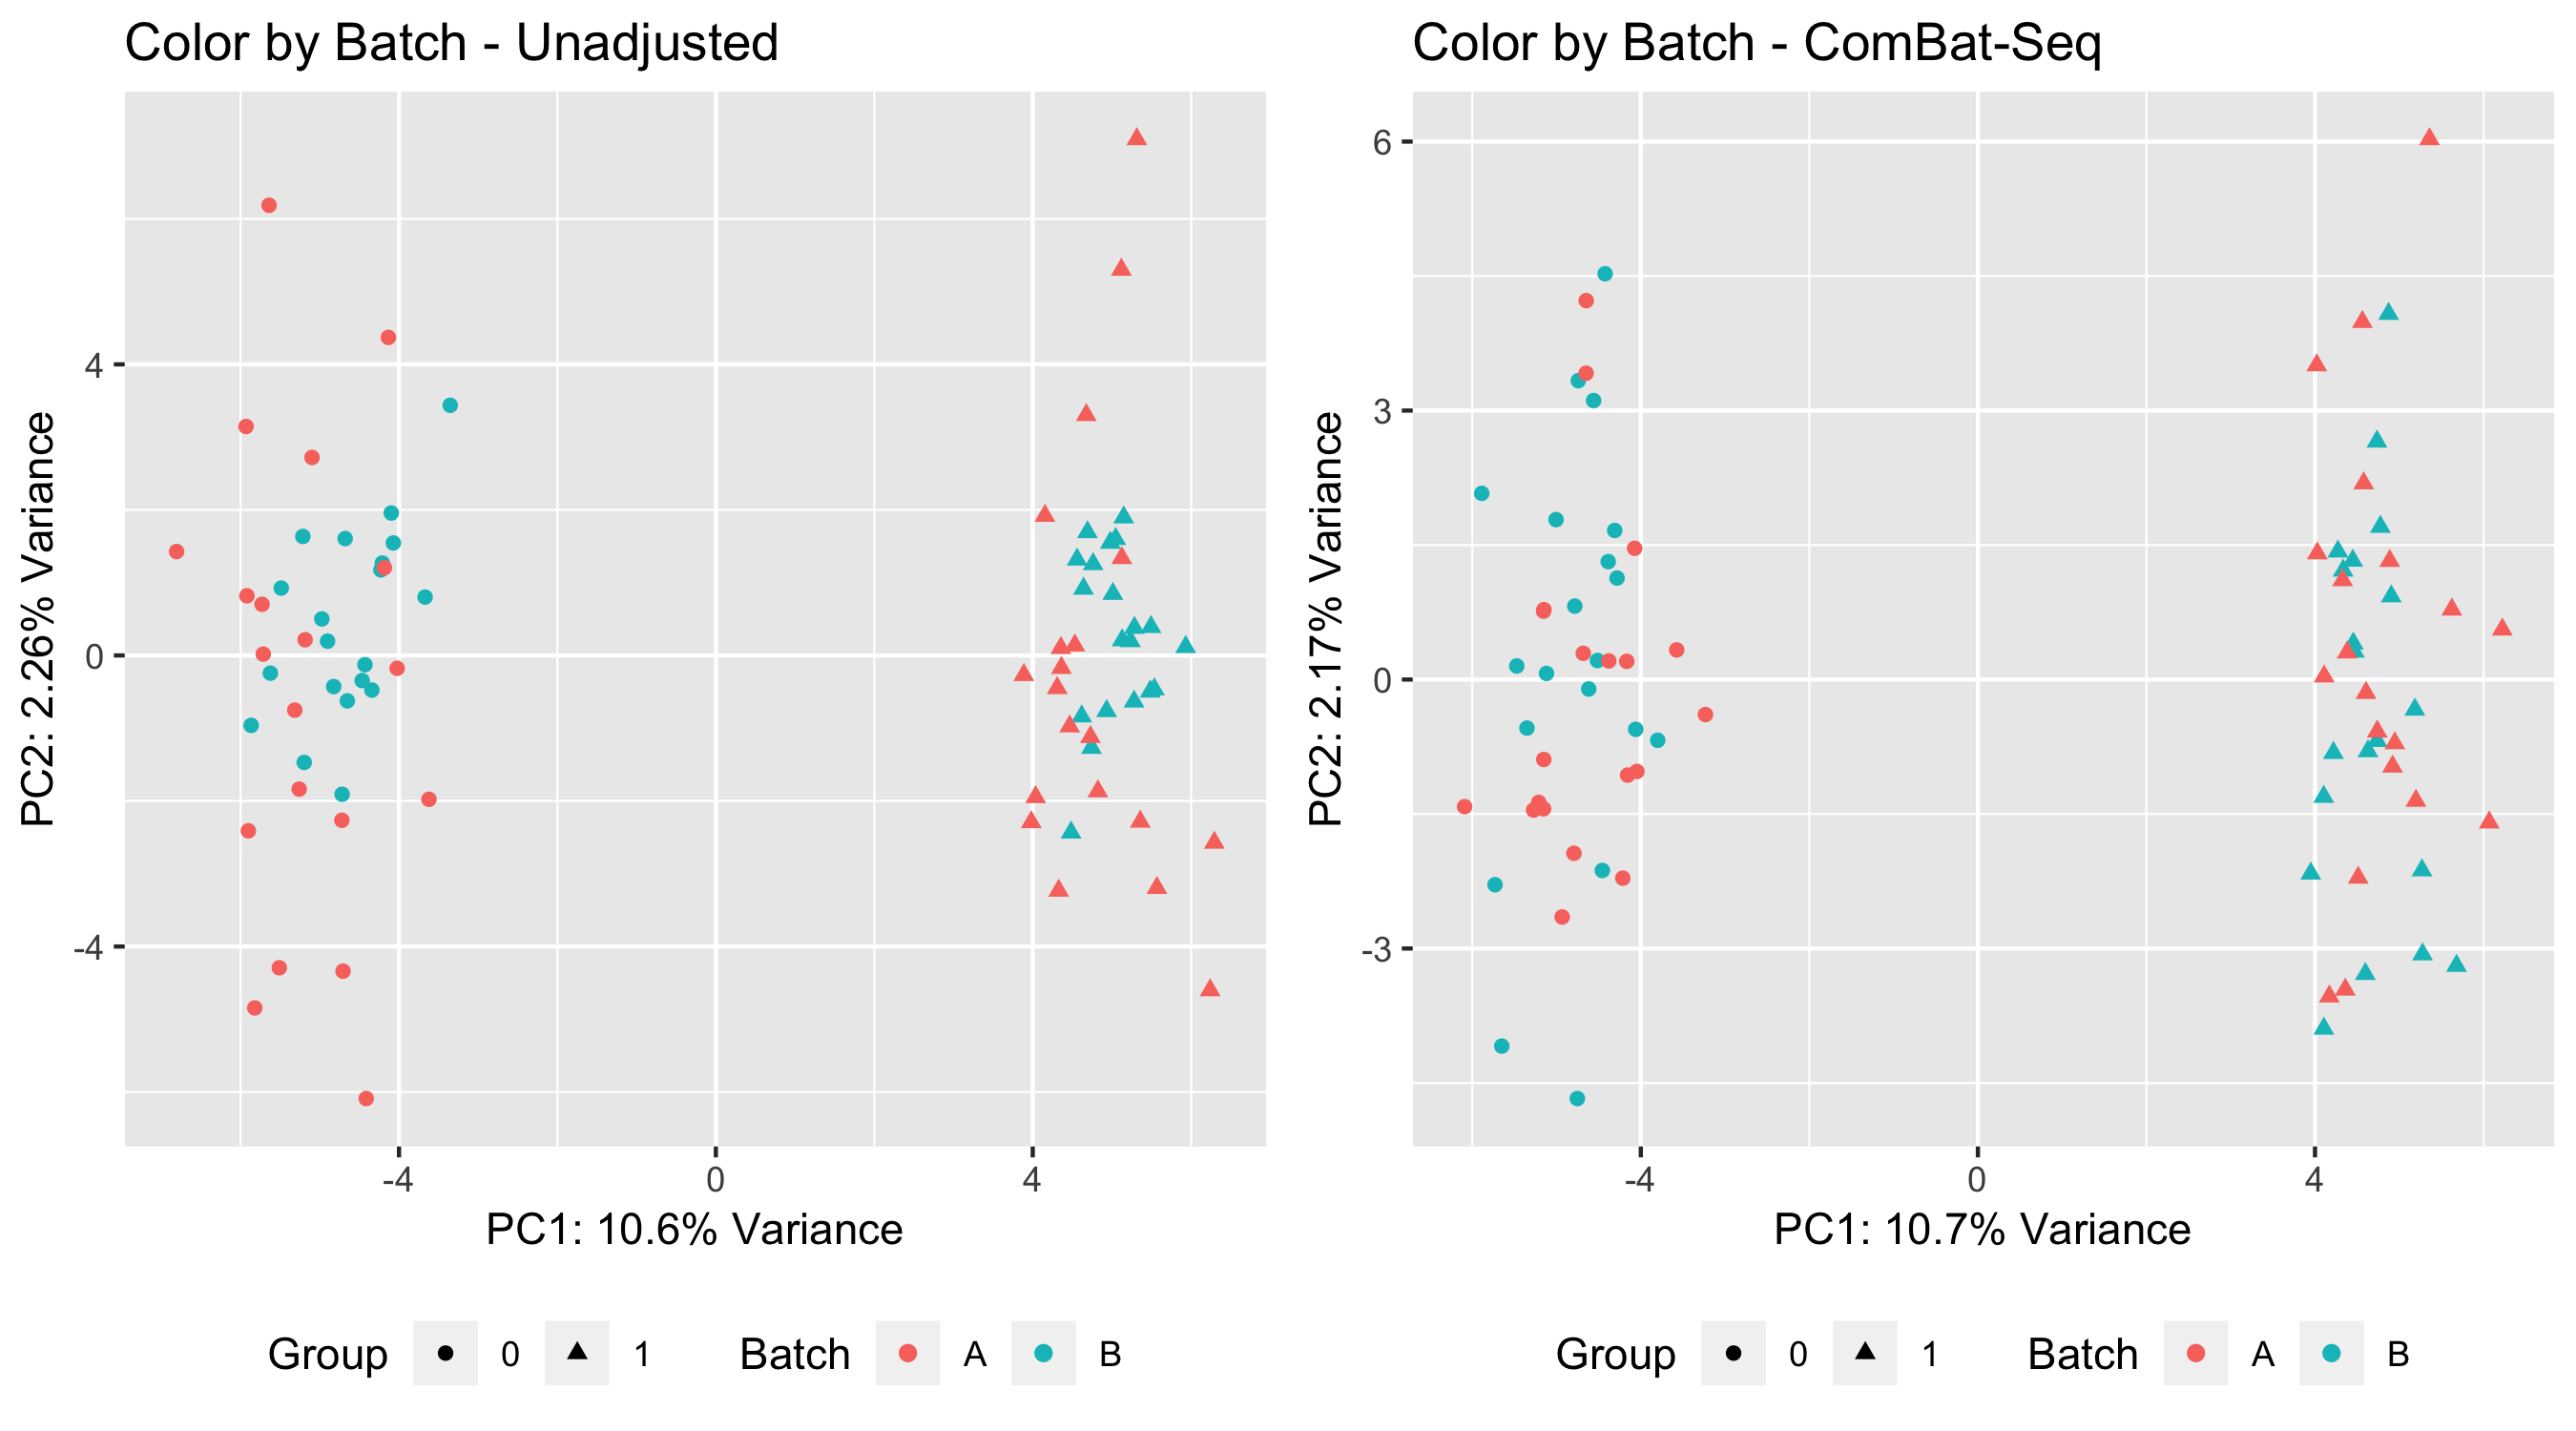 Color by Batch - Unadjusted
4
0
-4
PC2: 2.26% Variance
-4 0 4
PC1: 10.6% Variance
Group 0 1 Batch A B
Color by Batch - ComBat-Seq
6
3
0
-3
PC2: 2.17% Variance
-4 0 4
PC1: 10.7% Variance
Group 0 1 Batch A B